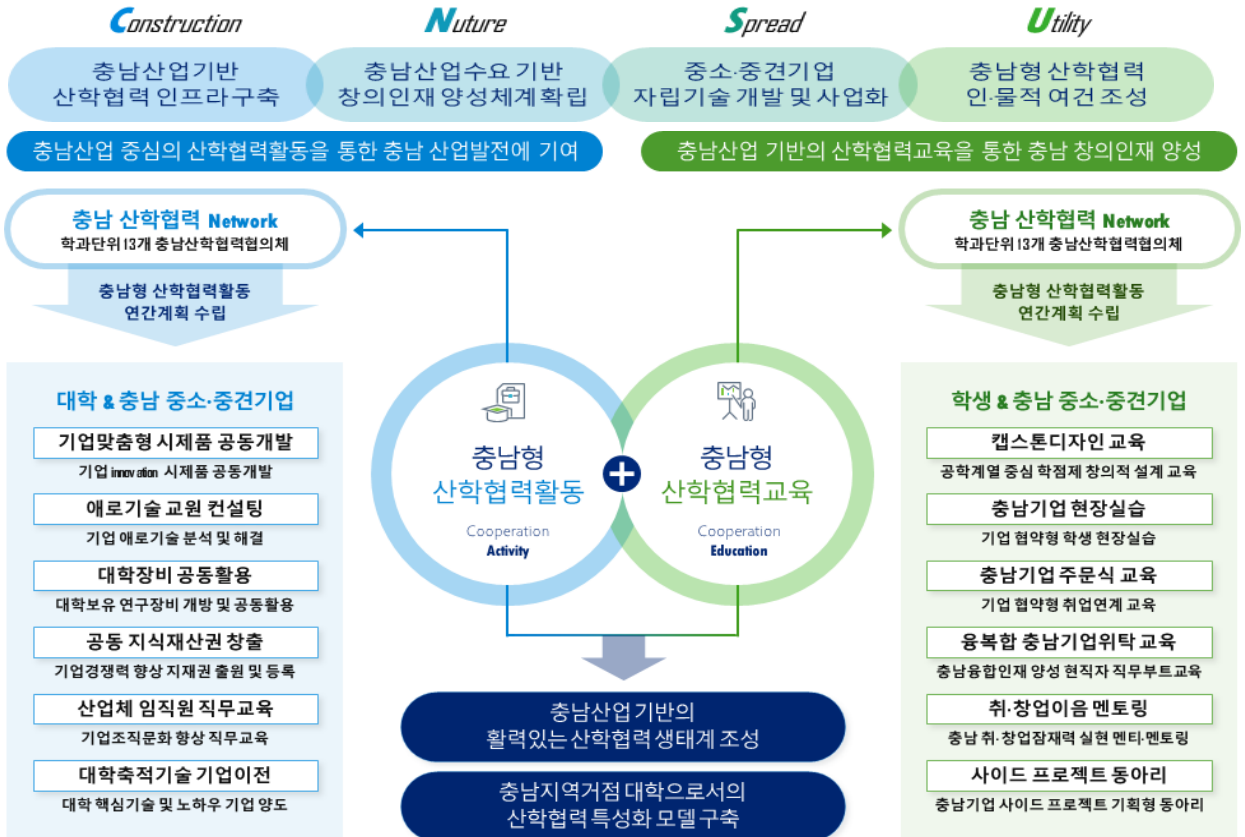 Construction
Nuture
Spread
Utility
충남산업기반
산학협력 인프라구축
충남산업수요 기반
창의인재 양성체계확립
중소·중견기업
자립기술 개발 및 사업화
충남형 산학협력
인·물적 여건 조성
충남산업 중심의 산학협력활동을 통한 충남 산업발전에 기여
충남산업 기반의 산학협력교육을 통한 충남 창의인재 양성
충남 산학협력 Network
학과단위 13개 충남산학협력협의체
충남형 산학협력활동
연간계획 수립
대학 & 충남 중소·중견기업
기업맞춤형 시제품 공동개발
기업 innovation 시제품 공동개발
애로기술 교원 컨설팅
기업 애로기술 분석 및 해결
대학장비 공동활용
대학보유 연구장비 개방 및 공동활용
공동 지식재산권 창출
기업경쟁력 향상 지재권 출원 및 등록
산업체 임직원 직무교육
기업조직문화 향상 직무교육
대학축적기술 기업이전
대학 핵심기술 및 노하우 기업 양도
충남형
산학협력활동
Cooperation
Activity
충남형
산학협력교육
Cooperation
Education
충남산업 기반의
활력있는 산학협력 생태계 조성
충남지역거점 대학으로서의
산학협력 특성화 모델 구축
충남 산학협력 Network
학과단위 13개 충남산학협력협의체
충남형 산학협력활동
연간계획 수립
학생 & 충남 중소·중견기업
캡스톤디자인 교육
공학계열 중심 학점제 창의적 설계 교육
충남기업 현장실습
기업 협약형 학생 현장실습
충남기업 주문식 교육
기업 협약형 취업연계 교육
융복합 충남기업위탁 교육
충남융합인재 양성 현직자 직무부트교육
취·창업이음 멘토링
충남 취·창업잠재력 실현 멘티·멘토링
사이드 프로젝트 동아리
충남기업 사이드 프로젝트 기획형 동아리